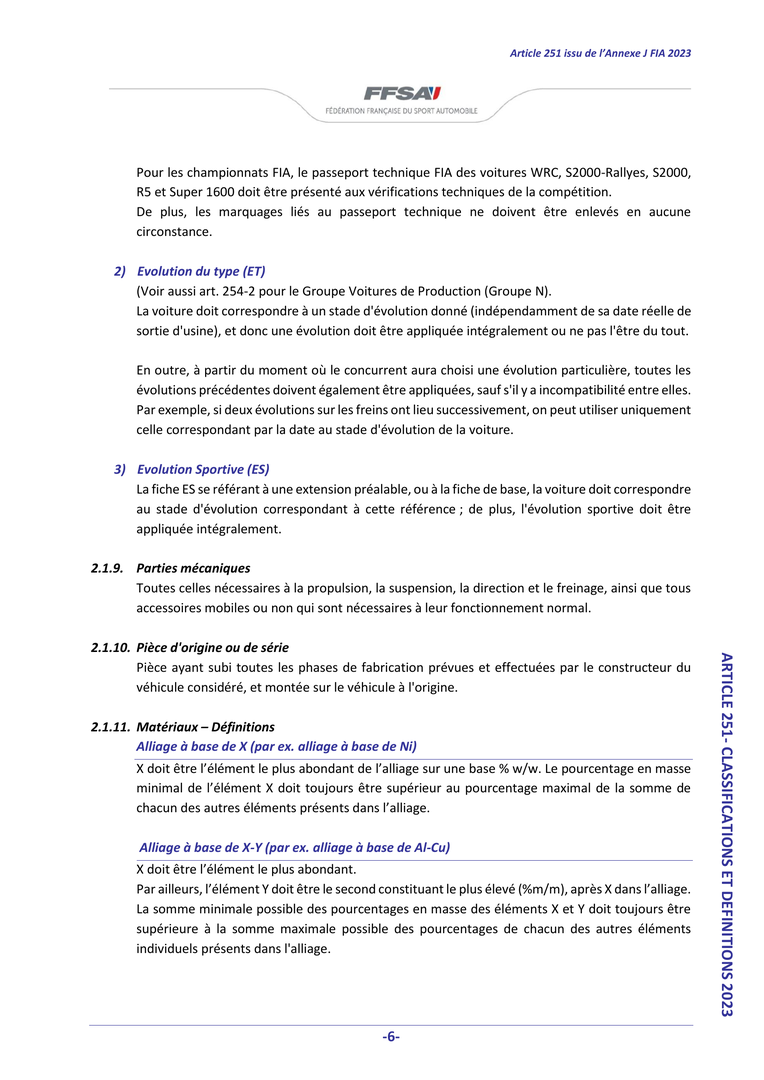 Article 251 issu de l’Annexe J FIA 2023
FFSA
FÉDÉRATION FRANÇAISE DU SPORT AUTOMOBILE
Pour les championnats FIA, le passeport technique FIA des voitures WRC, S2000-Rallyes, S2000,
R5 et Super 1600 doit être présenté aux vérifications techniques de la compétition.
De plus, les marquages liés au passeport technique ne doivent être enlevés en aucune
circonstance.
2) Evolution du type (ET)
(Voir aussi art. 254-2 pour le Groupe Voitures de Production (Groupe N).
La voiture doit correspondre à un stade d'évolution donné (indépendamment de sa date réelle de
sortie d'usine), et donc une évolution doit être appliquée intégralement ou ne pas l'être du tout.
En outre, à partir du moment où le concurrent aura choisi une évolution particulière, toutes les
évolutions précédentes doivent également être appliquées, sauf s'il y a incompatibilité entre elles.
Par exemple, si deux évolutions sur les freins ont lieu successivement, on peut utiliser uniquement
celle correspondant par la date au stade d'évolution de la voiture.
3) Evolution Sportive (ES)
La fiche ES se référant à une extension préalable, ou à la fiche de base, la voiture doit correspondre
au stade d'évolution correspondant à cette référence ; de plus, l'évolution sportive doit être
appliquée intégralement.
2.1.9. Parties mécaniques
Toutes celles nécessaires à la propulsion, la suspension, la direction et le freinage, ainsi que tous
accessoires mobiles ou non qui sont nécessaires à leur fonctionnement normal.
2.1.10. Pièce d'origine ou de série
Pièce ayant subi toutes les phases de fabrication prévues et effectuées par le constructeur du
véhicule considéré, et montée sur le véhicule à l'origine.
2.1.11. Matériaux – Définitions
Alliage à base de X (par ex. alliage à base de Ni)
X doit être l’élément le plus abondant de l’alliage sur une base % w/w. Le pourcentage en masse
minimal de l’élément X doit toujours être supérieur au pourcentage maximal de la somme de
chacun des autres éléments présents dans l’alliage.
Alliage à base de X-Y (par ex. alliage à base de Al-Cu)
X doit être l’élément le plus abondant.
Par ailleurs, l’élément Y doit être le second constituant le plus élevé (%m/m), après X dans l’alliage.
La somme minimale possible des pourcentages en masse des éléments X et Y doit toujours être
supérieure à la somme maximale possible des pourcentages de chacun des autres éléments
individuels présents dans l'alliage.
ARTICLE 251- CLASSIFICATIONS ET DEFINITIONS 2023
-6-